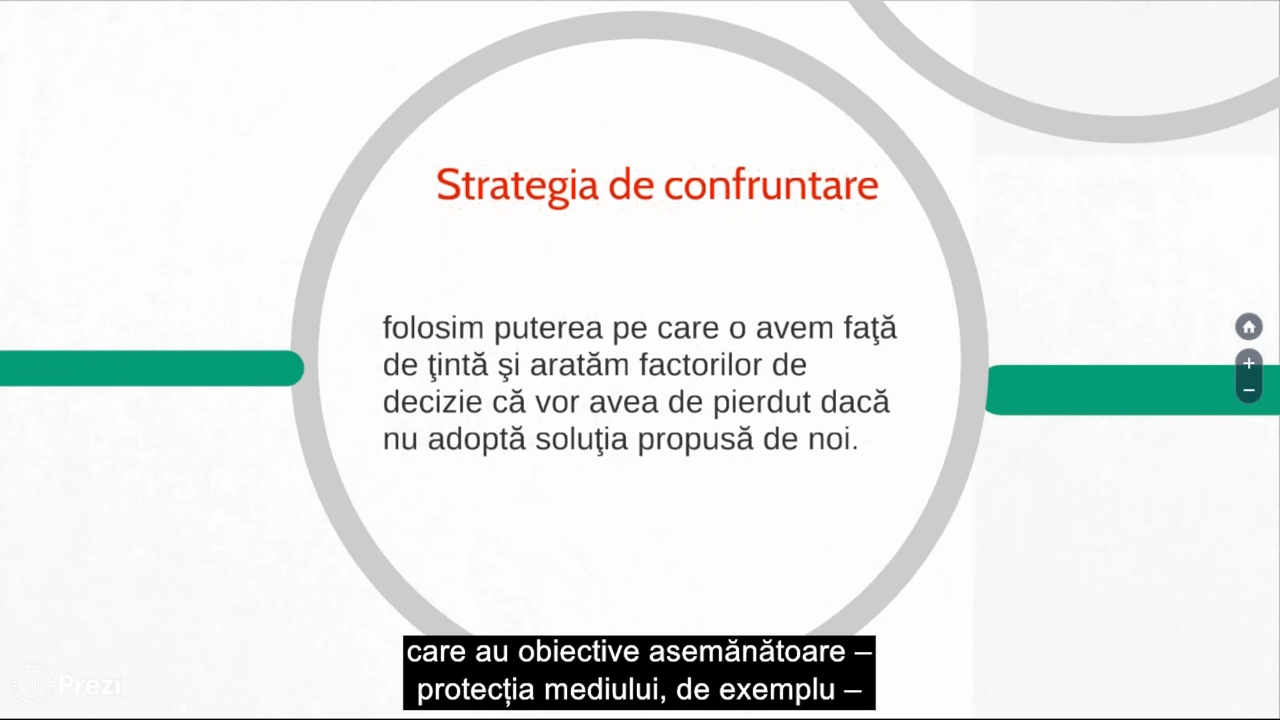 Strategia de confruntare
folosim puterea pe care o avem faţă
de ţintă şi aratăm factorilor de
decizie că vor avea de pierdut dacă
nu adoptă soluţia propusă de noi.
care au obiective asemănătoare –
protecția mediului, de exemplu –
Prezi